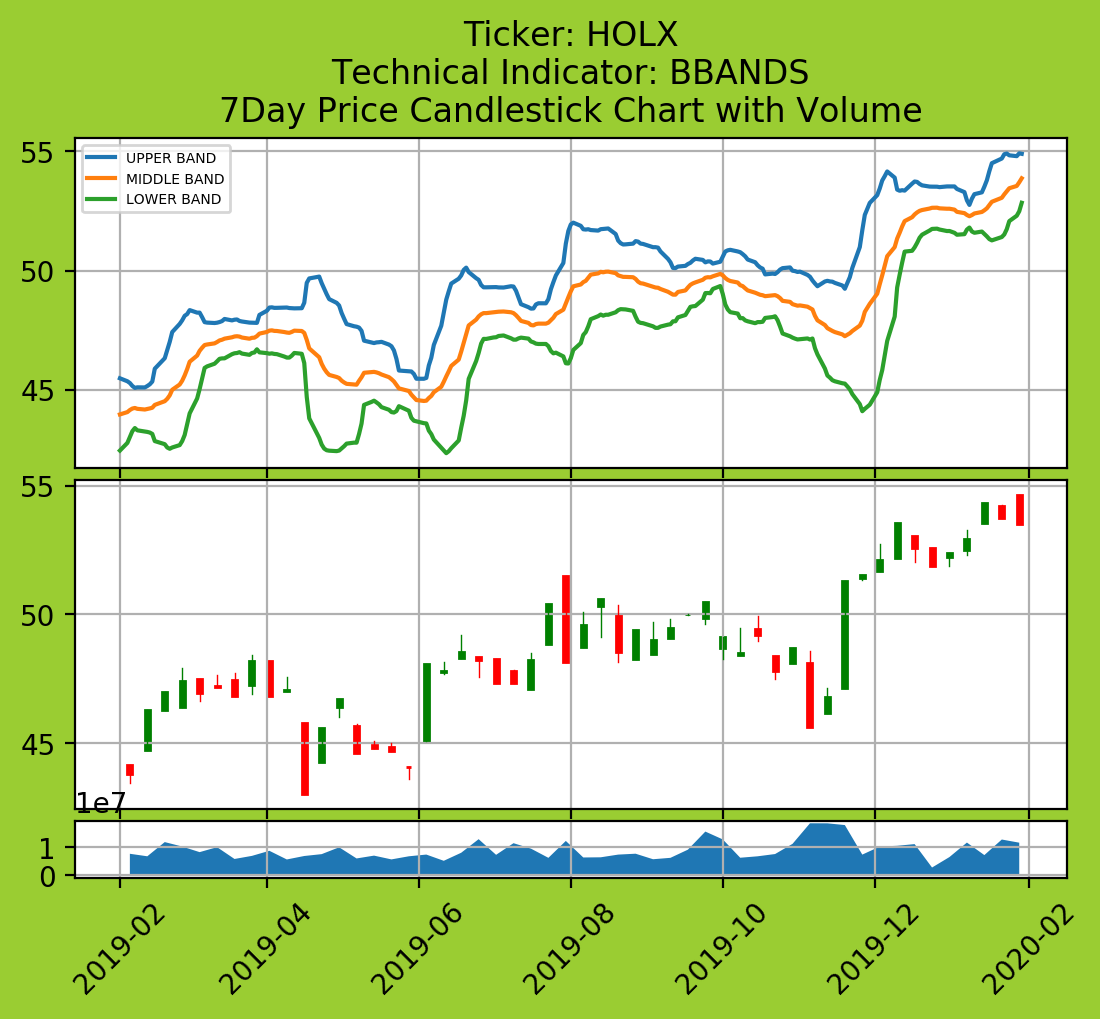 Ticker: HOLX
Technical Indicator: BBANDS
7Day Price Candlestick Chart with Volume
55
50
45
UPPER BAND
MIDDLE BAND
LOWER BAND
55
50
45
1e7
1
0
2019-02
2019-04
2019-06
2019-08
2019-10
2019-12
2020-02